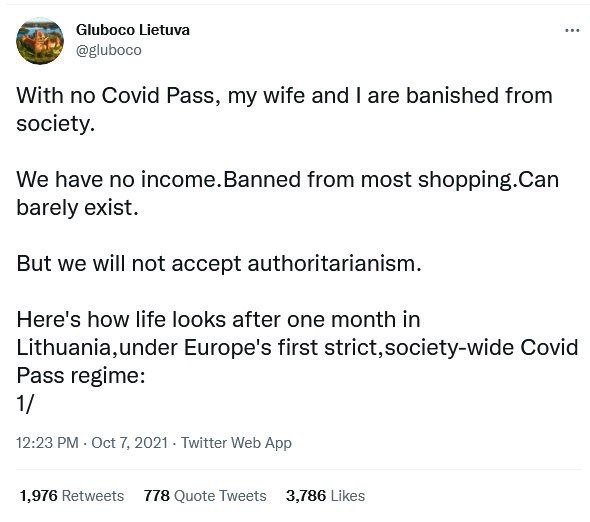 Gluboco Lietuva
@gluboco
With no Covid Pass, my wife and I are banished from
society.
We have no income.Banned from most shopping.Can
barely exist.
But we will not accept authoritarianism.
Here's how life looks after one month in
Lithuania,under Europe's first strict,society-wide Covid
Pass regime:
1/
12:23 PM · Oct 7, 2021 · Twitter Web App
1,976 Retweets 778 Quote Tweets 3,786 Likes